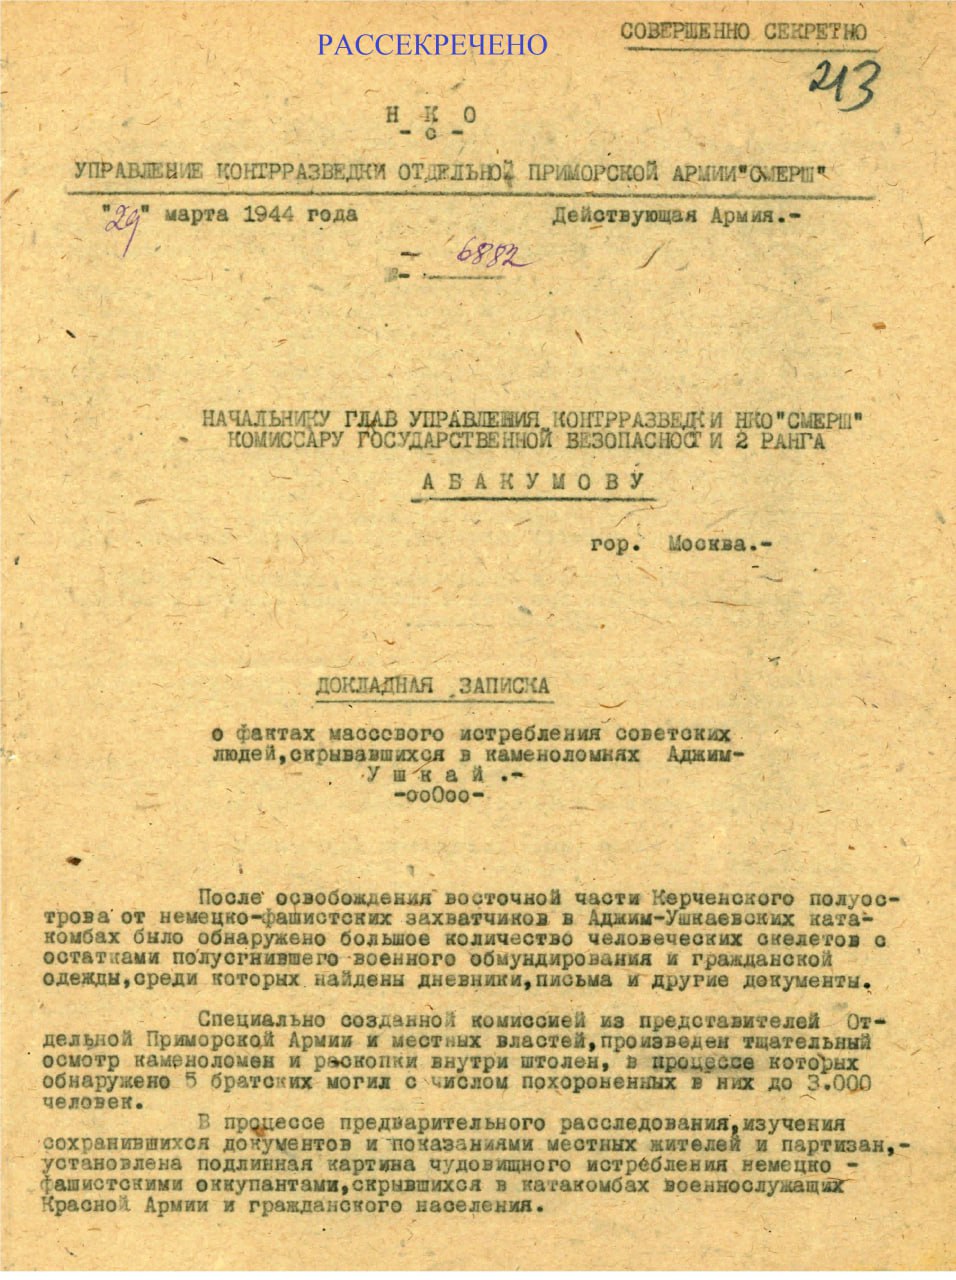 РАССЕКРЕЧЕНО
СОВЕРШЕННО СЕКРЕТНО
213
Н К О
- С -
УПРАВЛЕНИЕ КОНТРРАЗВЕДКИ ОТДЕЛЬНОЙ ПРИМОРСКОЙ АРМИИ"СМЕРШ"
"29" марта 1944 года Действующая Армия.-
- 6882
НАЧАЛЬНИКУ ГЛАВ УПРАВЛЕНИЯ КОНТРРАЗВЕДКИ НКО"СМЕРШ"
КОМИССАРУ ГОСУДАРСТВЕННОЙ БЕЗОПАСНОСТИ 2 РАНГА
А Б А К У М О В У
гор. Москва.-
ДОКЛАДНАЯ ЗАПИСКА
о фактах массового истребления советских
людей,скрывавшихся в каменоломнях Аджим-
У ш к а й .-
-ооОоо-
После освобождения восточной части Керченского полуос-
трова от немецко-фашистских захватчиков в Аджим-Ушкаевских ката-
комбах было обнаружено большое количество человеческих скелетов с
остатками полусгнившего военного обмундирования и гражданской
одежды,среди которых найдены дневники,письма и другие документы.
Специально созданной комиссией из представителей От-
дельной Приморской Армии и местных властей,произведен тщательный
осмотр каменоломен и раскопки внутри штолен, в процессе которых
обнаружено 5 братских могил с числом похороненных в них до 3.000
человек.
В процессе предварительного расследования,изучения
сохранившихся документов и показаниями местных жителей и партизан,-
установлена подлинная картина чудовищного истребления немецко -
фашистскими оккупантами,скрывшихся в катакомбах военнослужащих
Красной Армии и гражданского населения.